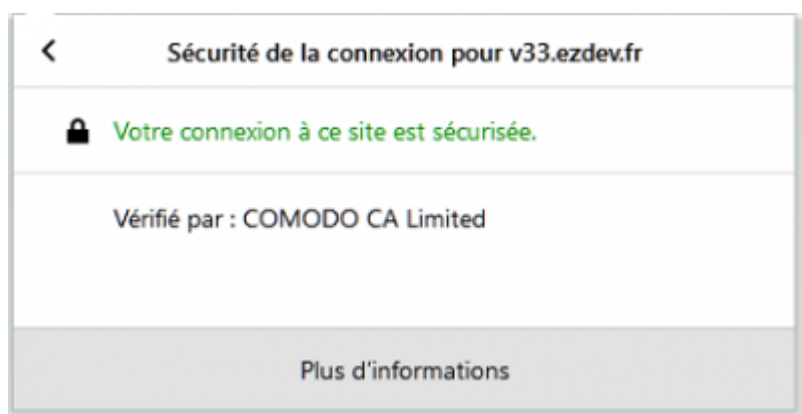 Sécurité de la connexion pour v33.ezdev.fr
Votre connexion à ce site est sécurisée.
Vérifié par : COMODO CA Limited
Plus d'informations